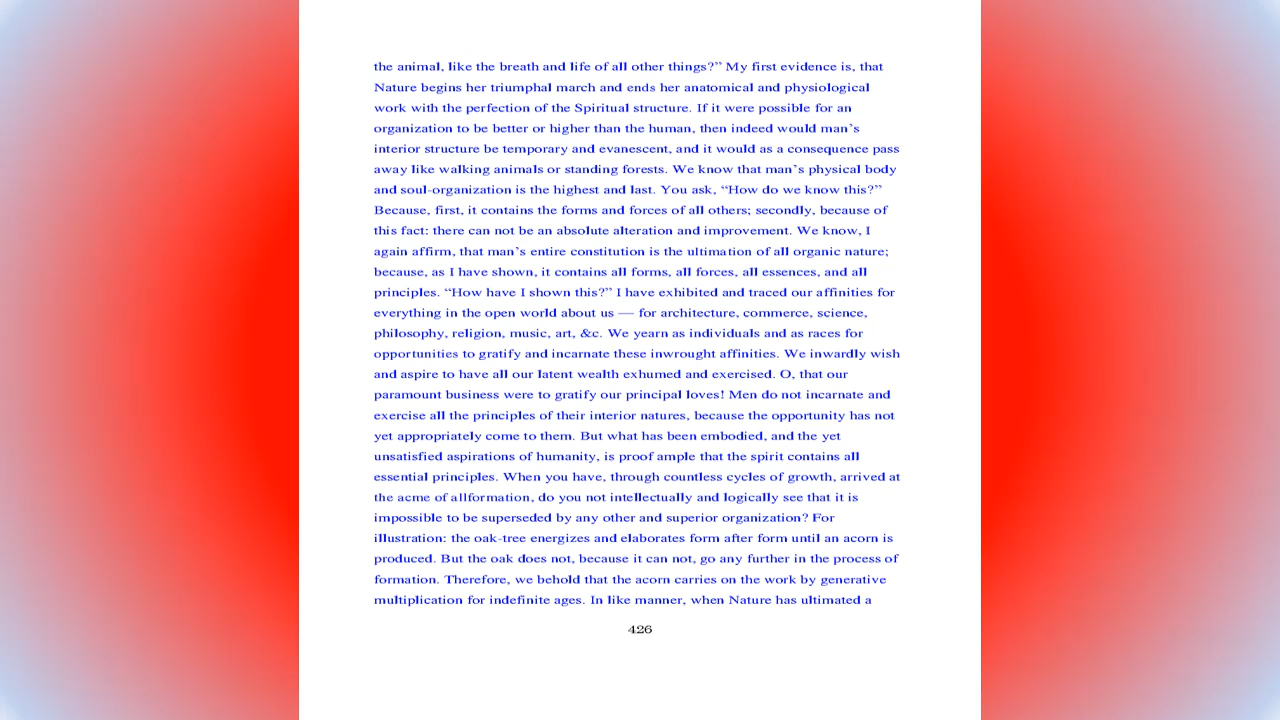 the animal, like the breath and life of all other things?” My first evidence is, that
Nature begins her triumphal march and ends her anatomical and physiological
work with the perfection of the Spiritual structure. If it were possible for an
organization to be better or higher than the human, then indeed would man’s
interior structure be temporary and evanescent, and it would as a consequence pass
away like walking animals or standing forests. We know that man’s physical body
and soul-organization is the highest and last. You ask, “How do we know this?”
Because, first, it contains the forms and forces of all others; secondly, because of
this fact: there can not be an absolute alteration and improvement. We know, I
again affirm, that man’s entire constitution is the ultimation of all organic nature;
because, as I have shown, it contains all forms, all forces, all essences, and all
principles. “How have I shown this?” I have exhibited and traced our affinities for
everything in the open world about us — for architecture, commerce, science,
philosophy, religion, music, art, &c. We yearn as individuals and as races for
opportunities to gratify and incarnate these inwrought affinities. We inwardly wish
and aspire to have all our latent wealth exhumed and exercised. O, that our
paramount business were to gratify our principal loves! Men do not incarnate and
exercise all the principles of their interior natures, because the opportunity has not
yet appropriately come to them. But what has been embodied, and the yet
unsatisfied aspirations of humanity, is proof ample that the spirit contains all
essential principles. When you have, through countless cycles of growth, arrived at
the acme of allformation, do you not intellectually and logically see that it is
impossible to be superseded by any other and superior organization? For
illustration: the oak-tree energizes and elaborates form after form until an acorn is
produced. But the oak does not, because it can not, go any further in the process of
formation. Therefore, we behold that the acorn carries on the work by generative
multiplication for indefinite ages. In like manner, when Nature has ultimated a
426